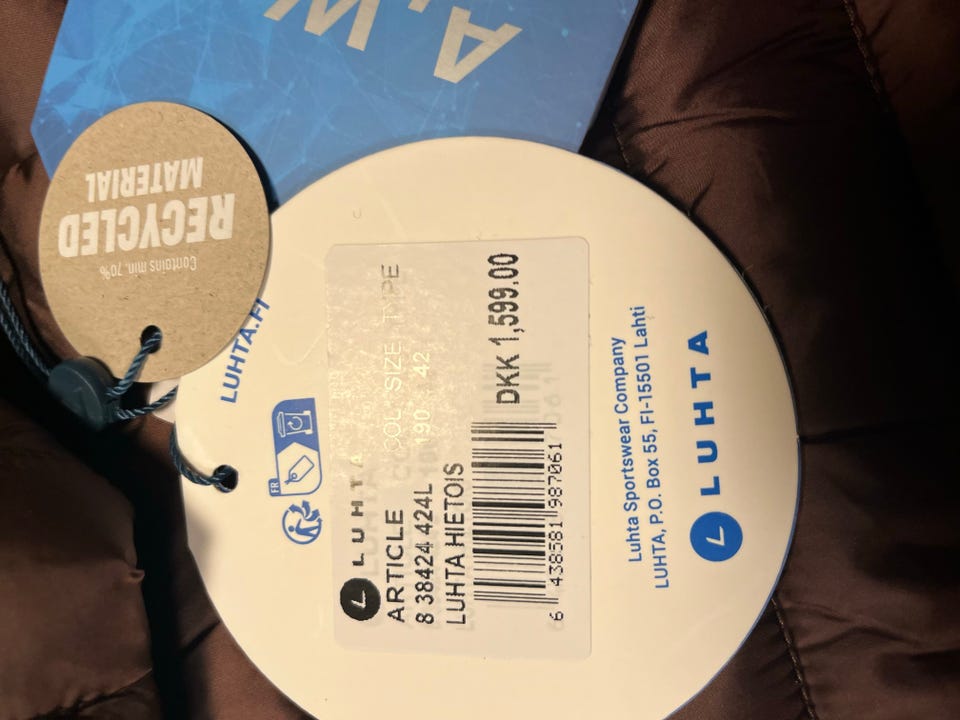 A,W
RECYCLED
MATERIAL
Contains min. 70%
LUHTA.FI
FR
LUHTA
ARTICLE COL SIZE TYPE
8 38424 424L 190 42
LUHTA HIETOIS
DKK 1,599.00
6 438581 987061
Luhta Sportswear Company
LUHTA, P.O. Box 55, FI-15501 Lahti
LUHTA